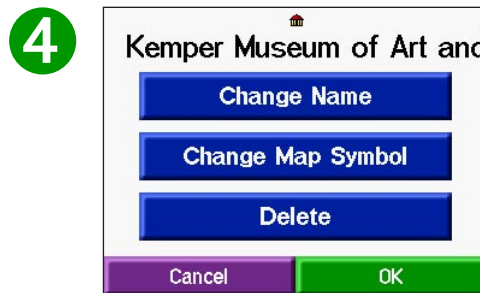 4
Kemper Museum of Art and
Change Name
Change Map Symbol
Delete
Cancel OK